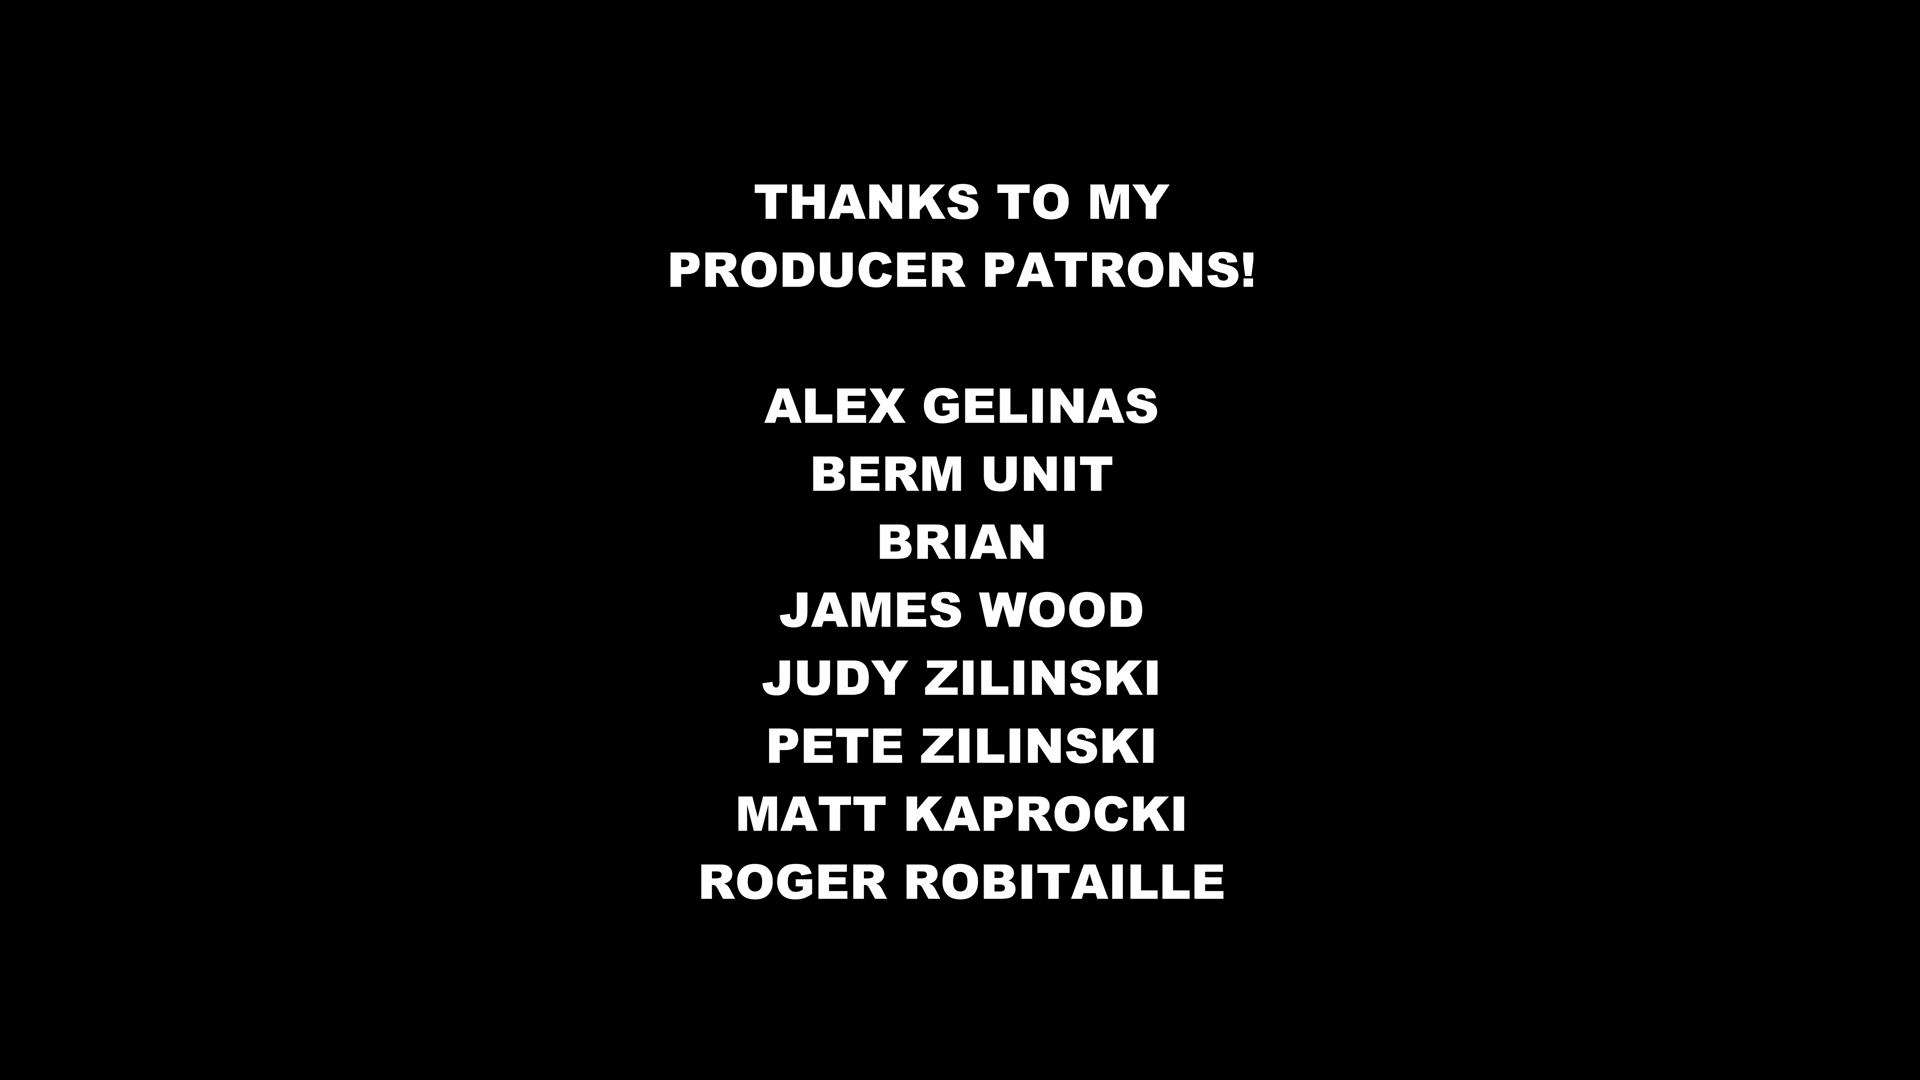 THANKS TO MY
PRODUCER PATRONS!
ALEX GELINAS
BERM UNIT
BRIAN
JAMES WOOD
JUDY ZILINSKI
PETE ZILINSKI
MATT KAPROCKI
ROGER ROBITAILLE